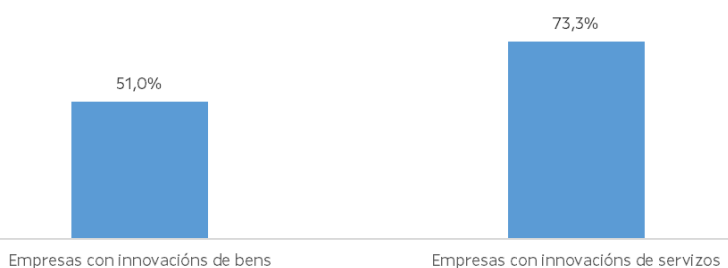 73,3%
51,0%
Empresas con innovacións de bens
Empresas con innovacións de servizos